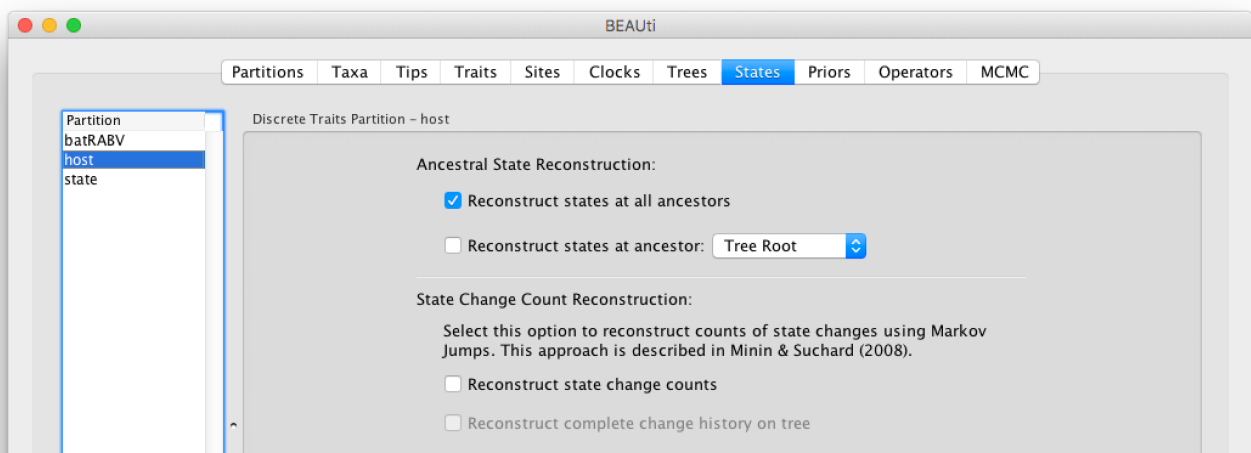 BEAUti
Partitions Taxa Tips Traits Sites Clocks Trees States Priors Operators MCMC
Partition
batRABV
host
state
Discrete Traits Partition – host
Ancestral State Reconstruction:
Reconstruct states at all ancestors
Reconstruct states at ancestor: Tree Root
State Change Count Reconstruction:
Select this option to reconstruct counts of state changes using Markov
Jumps. This approach is described in Minin & Suchard (2008).
Reconstruct state change counts
Reconstruct complete change history on tree